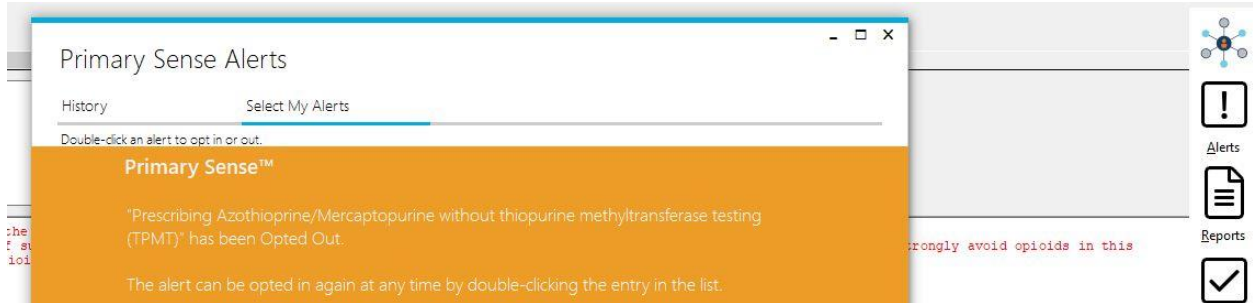 Primary Sense Alerts
History
Select My Alerts
Double-click an alert to opt in or out.
Primary Sense™
"Prescribing Azothioprine/Mercaptopurine without thiopurine methyltransferase testing
(TPMT)" has been Opted Out.
The alert can be opted in again at any time by double-clicking the entry in the list.
trongly avoid opioids in this
Alerts
Reports